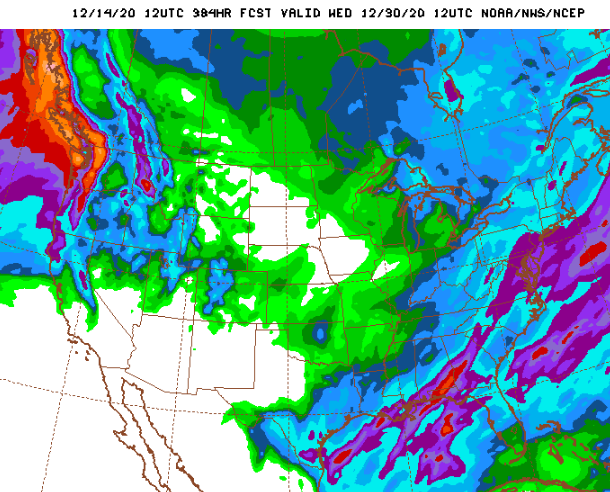 12/14/20 12UTC 384HR FCST VALID WED 12/30/20 12UTC NOAA/NWS/NCEP